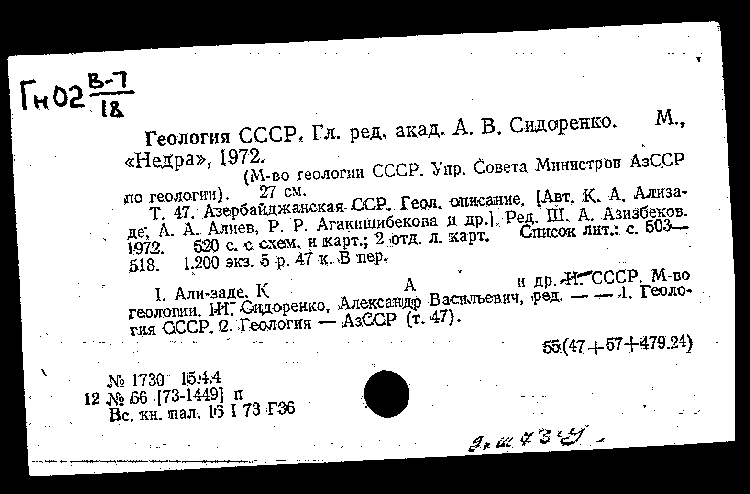 Гн02 В-7
18
Геология СССР. Гл. ред. акад. А. В. Сидоренко. М.,
«Недра», 1972.
(М-во геологии СССР. Упр. Совета Министров АзССР
по геологии). 27 см.
Т. 47. Азербайджанская ССР. Геол. описание. [Авт. К. А. Ализа-
де, А. А. Алиев, Р. Р. Агакишибекова и др.]. Ред. Ш. А. Азизбеков.
1972. 520 с. с схем. и карт.; 2 отд. л. карт. Список лит.: с. 503—
518. 1.200 экз. 5 р. 47 к. В пер.
I. Али-заде, К А и др. И. СССР. М-во
геологии. III. Сидоренко, Александр Васильевич, ред. — — 1. Геоло-
гия СССР. 2. Геология — АзССР (т. 47).
55(47+57+479.24)
№ 1730 15.4.4
12 № 66 [73-1449] п
Вс. кн. пал. 16 I 73 Г36